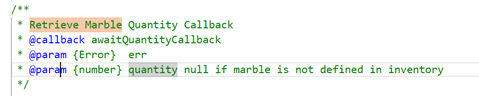 /**
* Retrieve Marble Quantity Callback
* @callback awaitQuantityCallback
* @param {Error}  err
* @param {number} quantity null if marble is not defined in inventory
*/